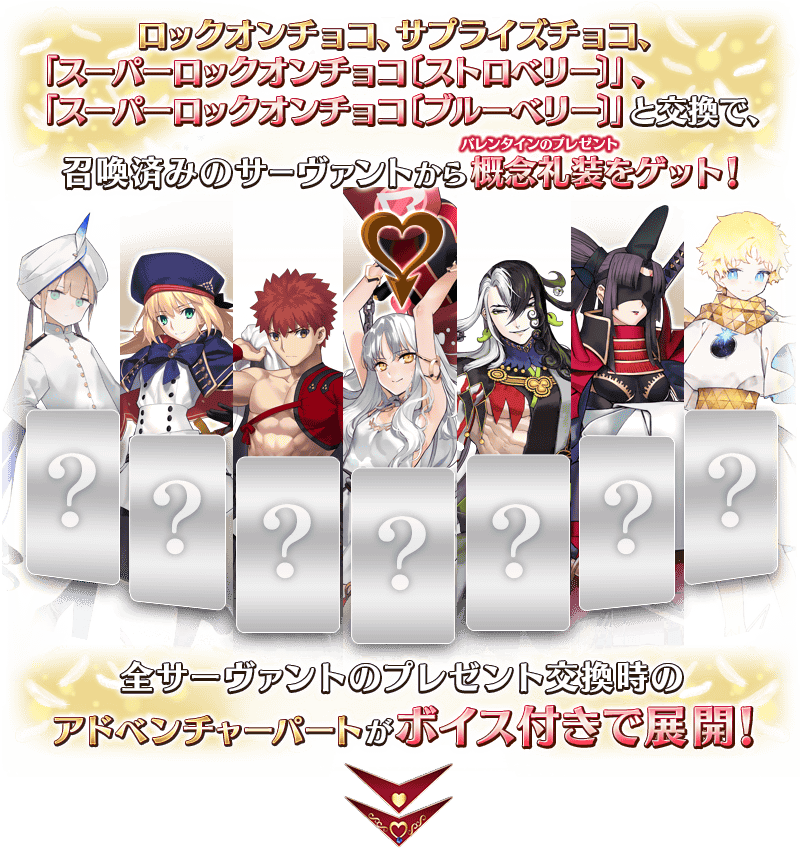 ロックオンチョコ、サプライズチョコ、
「スーパーロックオンチョコ〔ストロベリー〕」、
「スーパーロックオンチョコ〔ブルーベリー〕」と交換で、
バレンタインのプレゼント
召喚済みのサーヴァントから概念礼装をゲット!
? ? ? ? ? ? ?
全サーヴァントのプレゼント交換時の
アドベンチャーパートがボイス付きで展開!